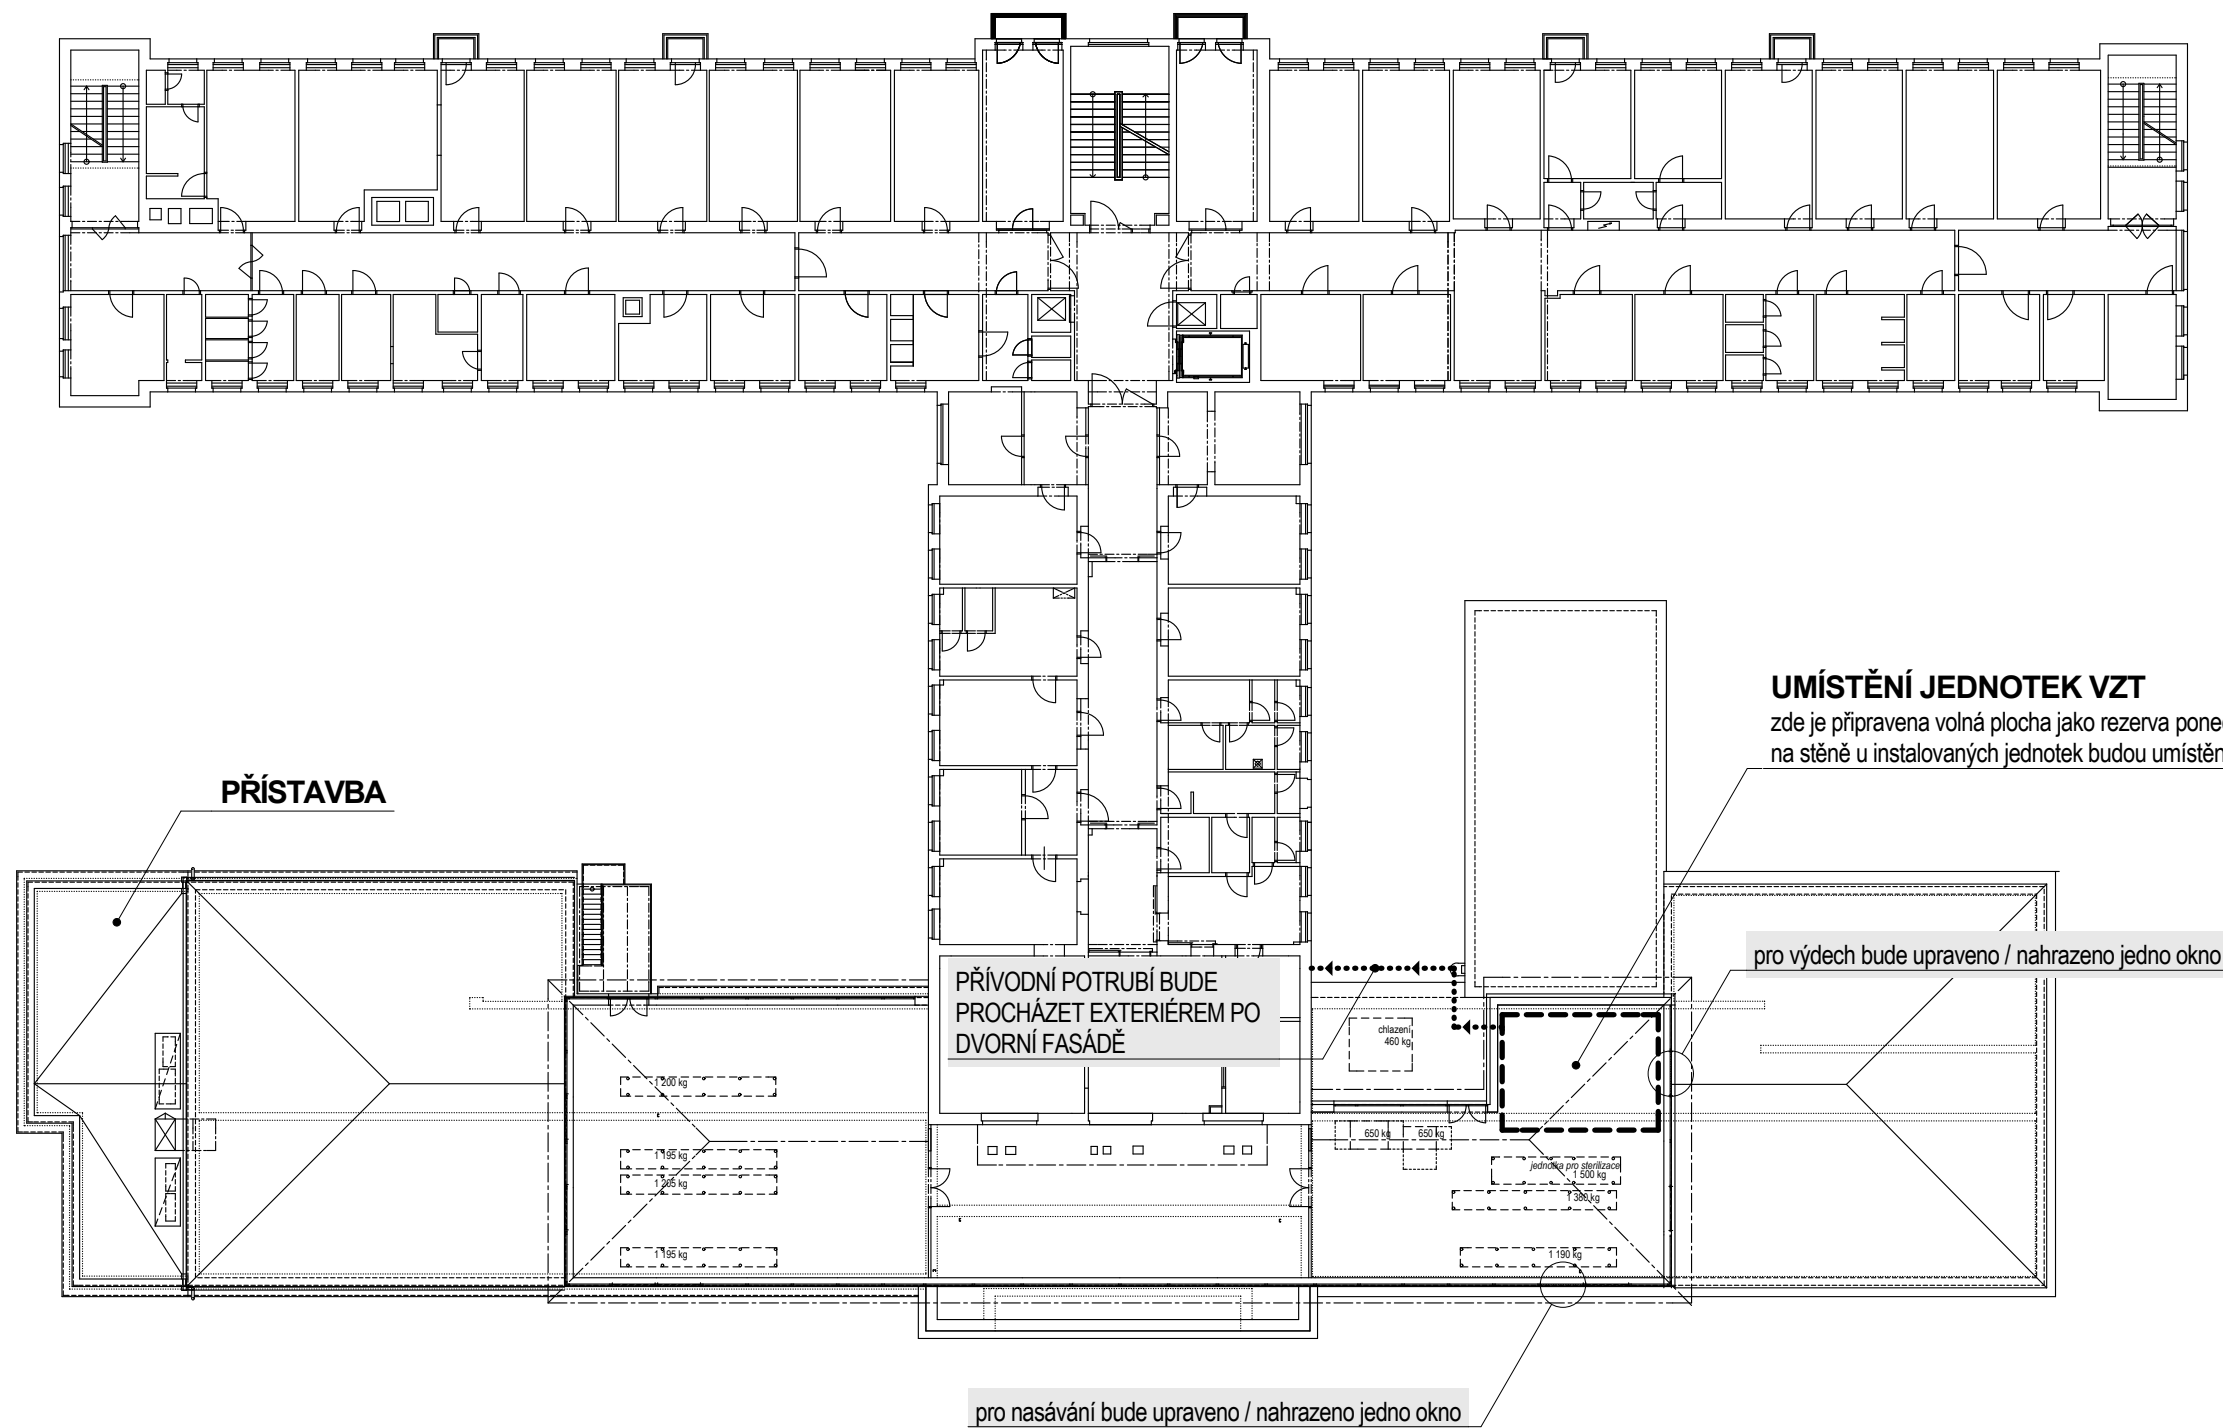 UMÍSTĚNÍ JEDNOTEK VZT
zde je připravena volná plocha jako rezerva
na stěně u instalovaných jednotek budou
PŘÍSTAVBA
pro výdech bude upraveno / nahrazeno jedno okno
PŘÍVODNÍ POTRUBÍ BUDE
PROCHÁZET EXTERIÉREM PO
DVORNÍ FASÁDĚ
chlazení
460 kg
1 200 kg
650 kg
650 kg
1 195 kg
1 205 kg
jednotka pro sterilizace
1 500 kg
1 380 kg
1 195 kg
1 190 kg
pro nasávání bude upraveno / nahrazeno jedno okno